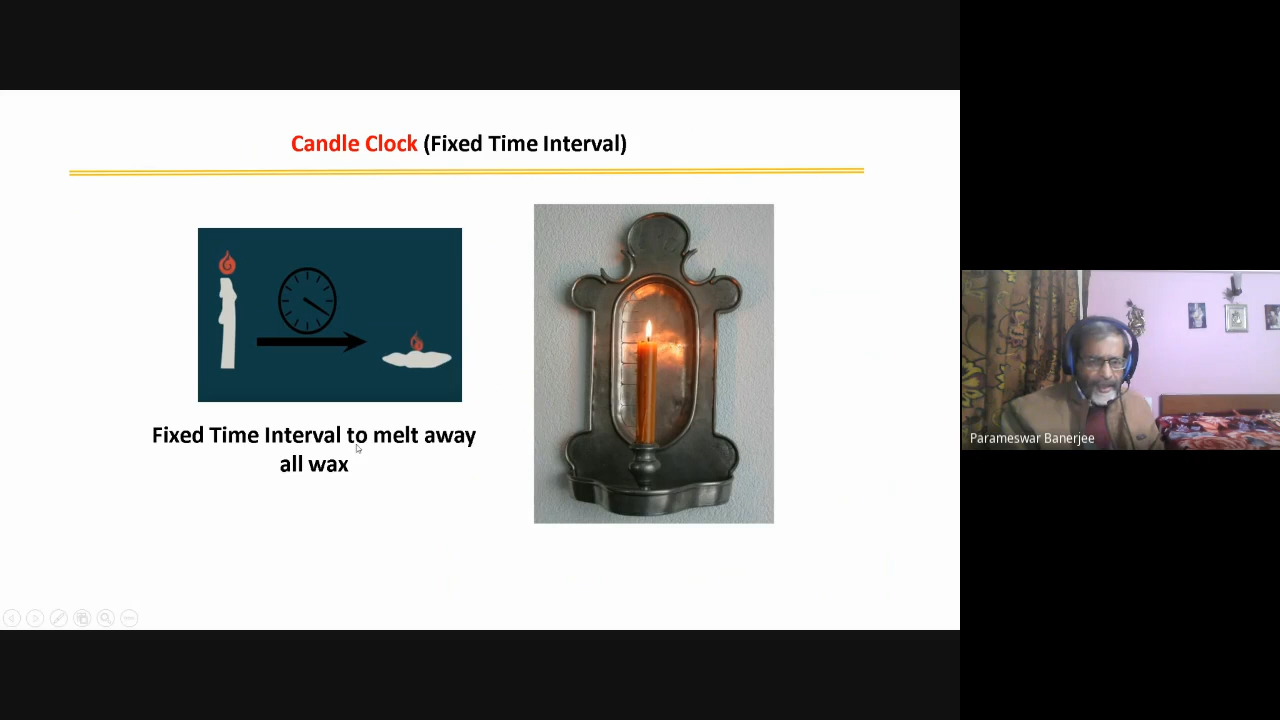 Candle Clock (Fixed Time Interval)
Fixed Time Interval to melt away
all wax
Parameswar Banerjee